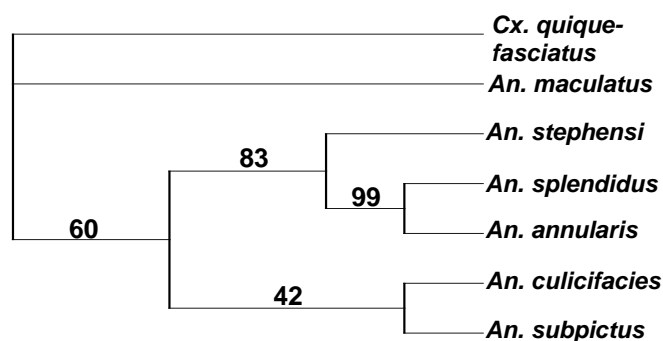 Cx. quique-
fasciatus
An. maculatus
An. stephensi
83
An. splendidus
99
An. annularis
60
An. culicifacies
42
An. subpictus